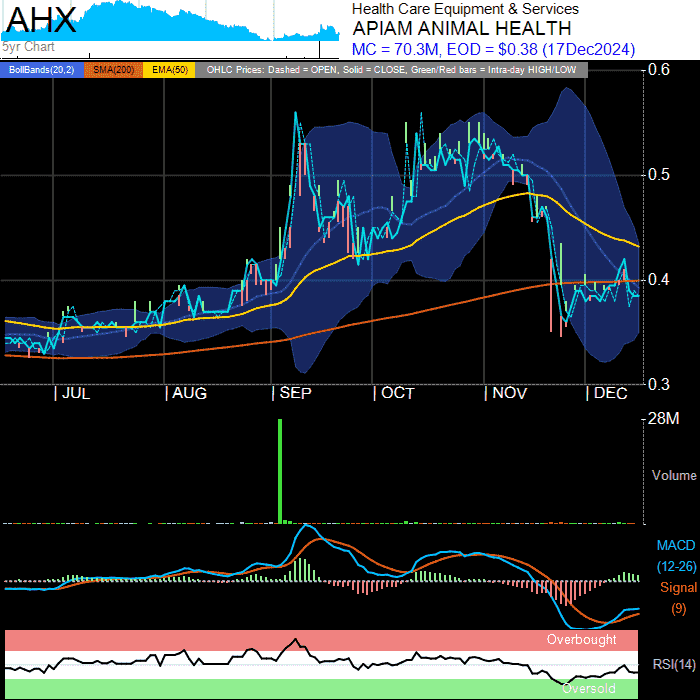 AHX
5yr Chart
Health Care Equipment & Services
APIAM ANIMAL HEALTH
MC = 70.3M, EOD = $0.38 (17Dec2024)
BollBands(20,2) SMA(200) EMA(50) OHLC Prices: Dashed = OPEN, Solid = CLOSE, Green/Red bars = Intra-day HIGH/LOW
0.6
0.5
0.4
0.3
| JUL | AUG | SEP | OCT | NOV | DEC
28M
Volume
MACD
(12-26)
Signal
(9)
Overbought
RSI(14)
Oversold